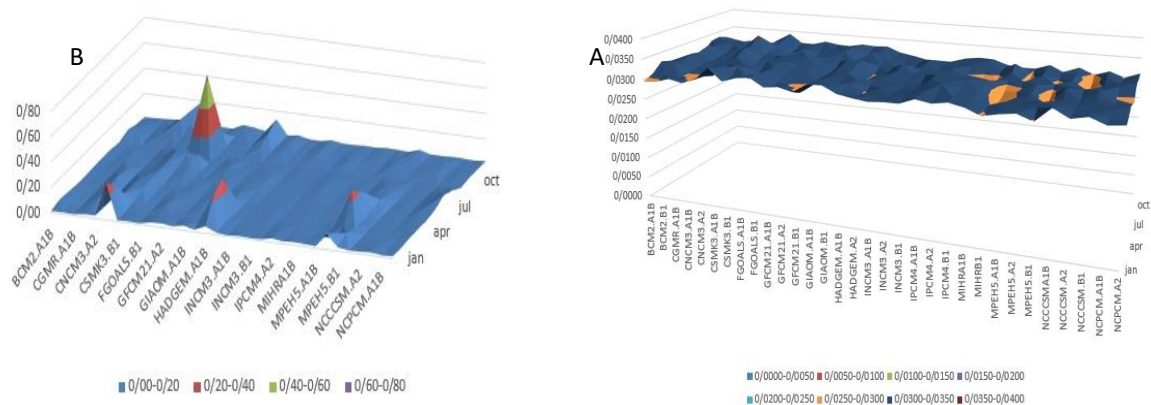 B
0/80
0/60
0/40
0/20
0/00
oct
jul
apr
jan
BCM2.A1B
CGMR.A1B
CNCM3.A2
CSMK3.B1
FGOALS.B1
GFCM21.A2
GIAOM.A1B
HADGEM.A1B
INCM3.A1B
INCM3.B1
IPCM4.A2
MIHRA1B
MPEH5.A1B
MPEH5.B1
NCCCSM.A2
NCPCM.A1B
0/00-0/20 0/20-0/40 0/40-0/60 0/60-0/80
A
0/0400
0/0350
0/0300
0/0250
0/0200
0/0150
0/0100
0/0050
0/0000
oct
jul
apr
jan
BCM2.A1B
BCM2.B1
CGMR.A1B
CNCM3.A1B
CNCM3.A2
CSMK3.A1B
CSMK3.B1
FGOALS.A1B
FGOALS.B1
GFCM21.A1B
GFCM21.A2
GFCM21.B1
GIAOM.A1B
GIAOM.B1
HADGEM.A1B
HADGEM.A2
INCM3.A1B
INCM3.A2
INCM3.B1
IPCM4.A1B
IPCM4.A2
IPCM4.B1
MIHRA1B
MIHRB1
MPEH5.A1B
MPEH5.A2
MPEH5.B1
NCCCSM.A1B
NCCCSM.A2
NCCCSM.B1
NCPCM.A1B
NCPCM.A2
0/0000-0/0050 0/0050-0/0100 0/0100-0/0150 0/0150-0/0200
0/0200-0/0250 0/0250-0/0300 0/0300-0/0350 0/0350-0/0400